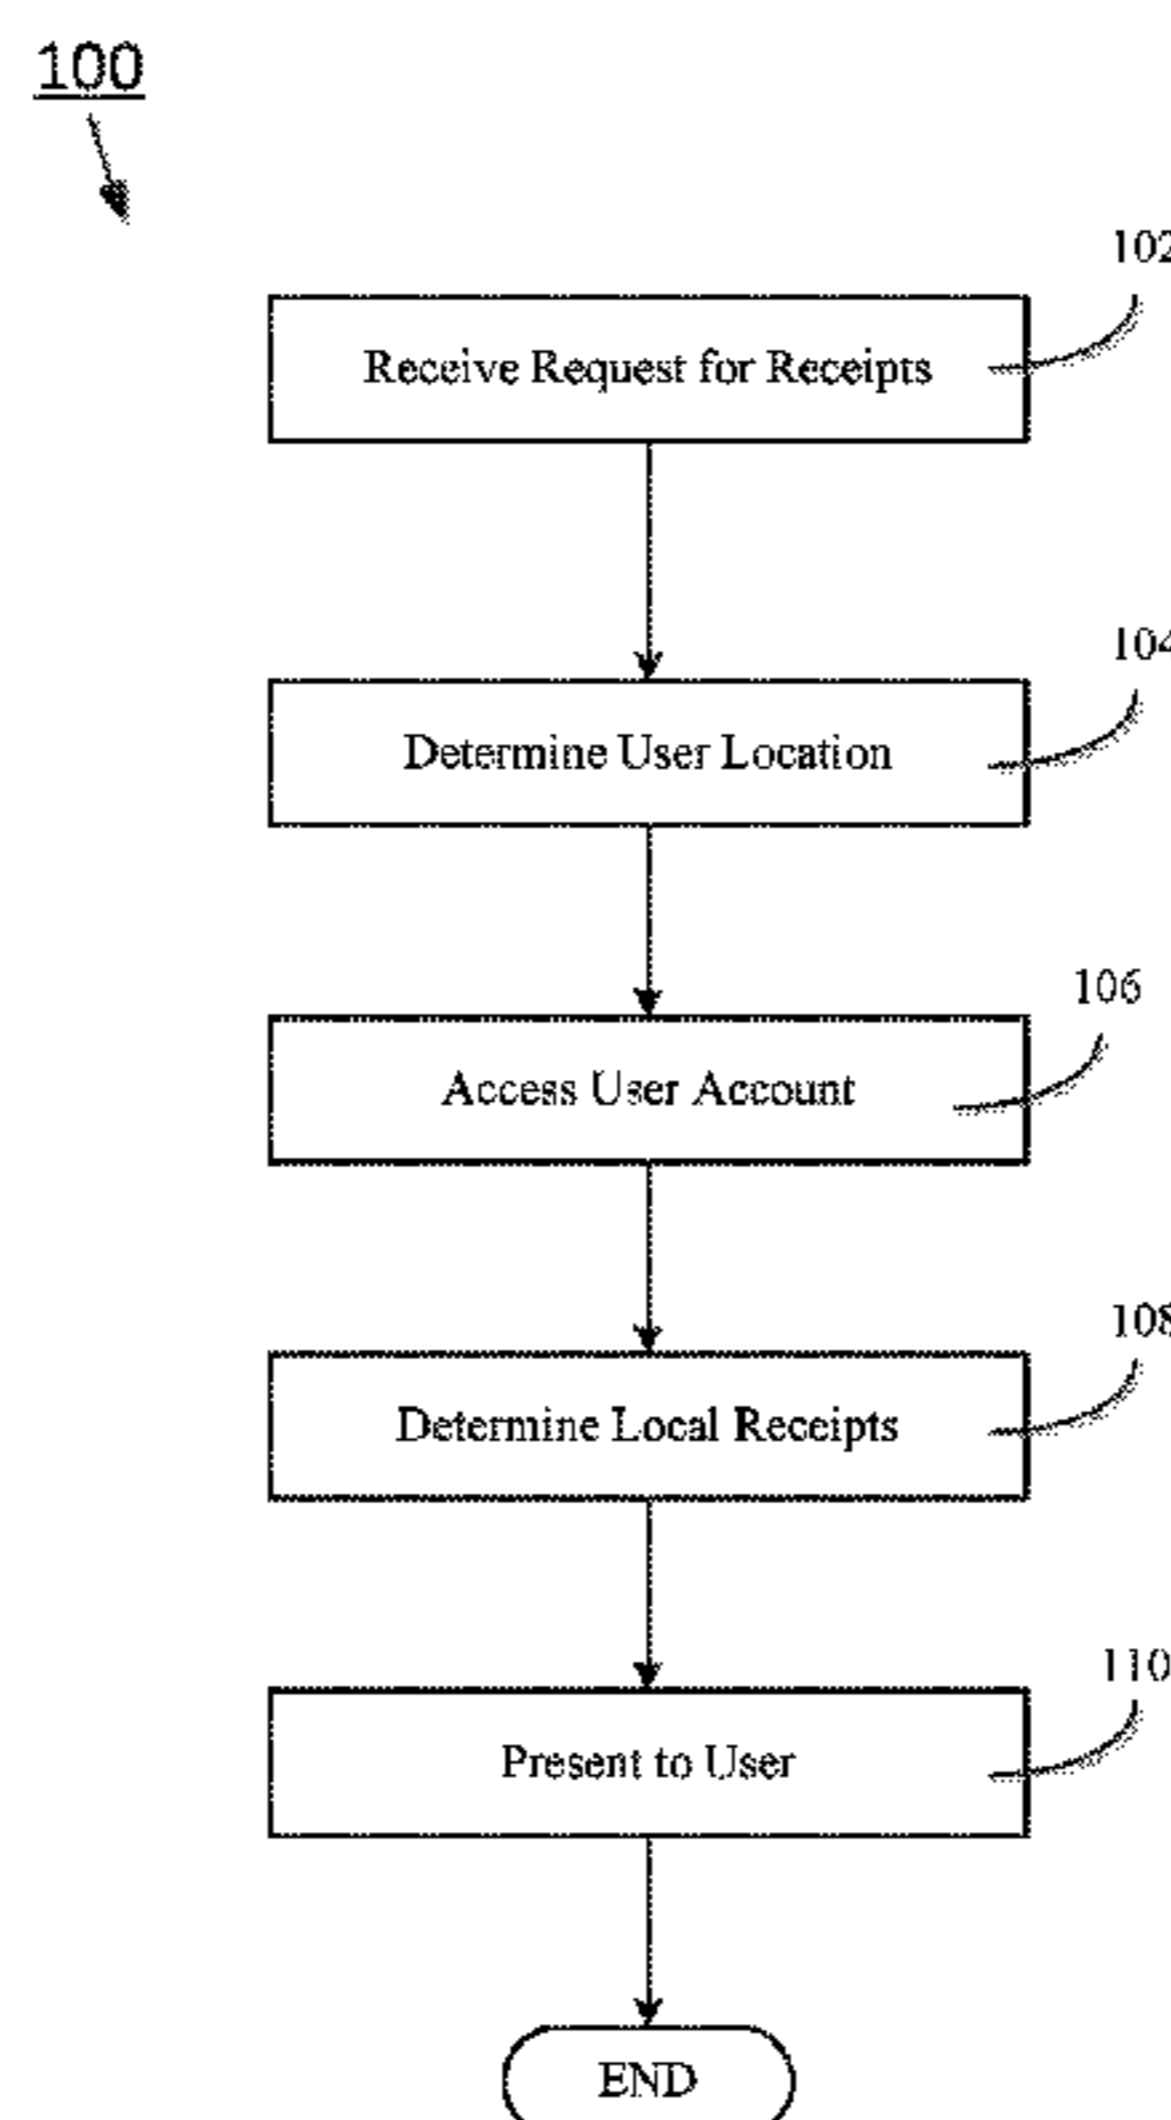 100
102
Receive Request for Receipts
104
Determine User Location
106
Access User Account
108
Determine Local Receipts
110
Present to User
END